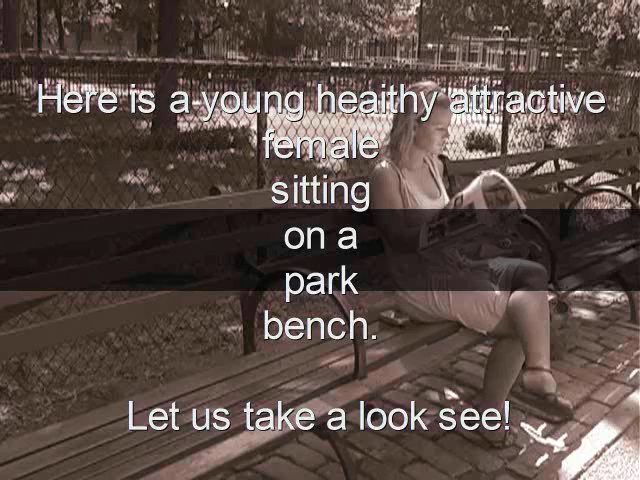 Here is a young heaithy attractive
female
sitting
on a
park
bench.
Let us take a look see!